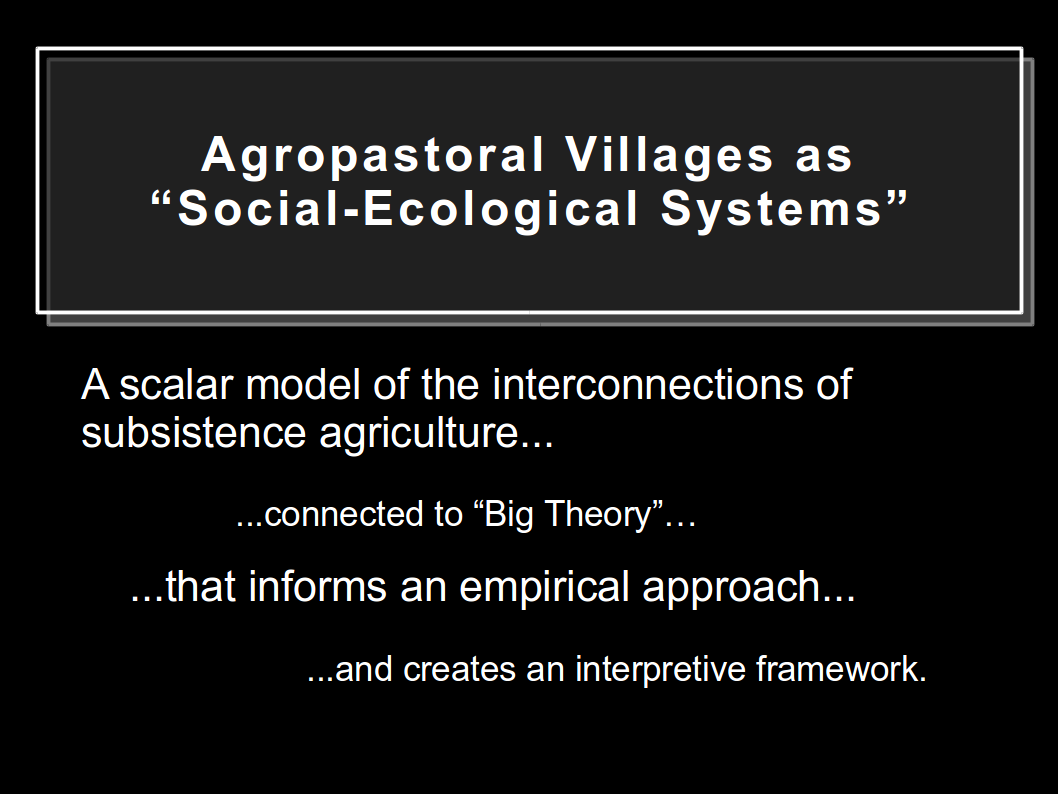 Agropastoral Villages as
“Social-Ecological Systems”
A scalar model of the interconnections of
subsistence agriculture...
...connected to “Big Theory”…
...that informs an empirical approach...
...and creates an interpretive framework.